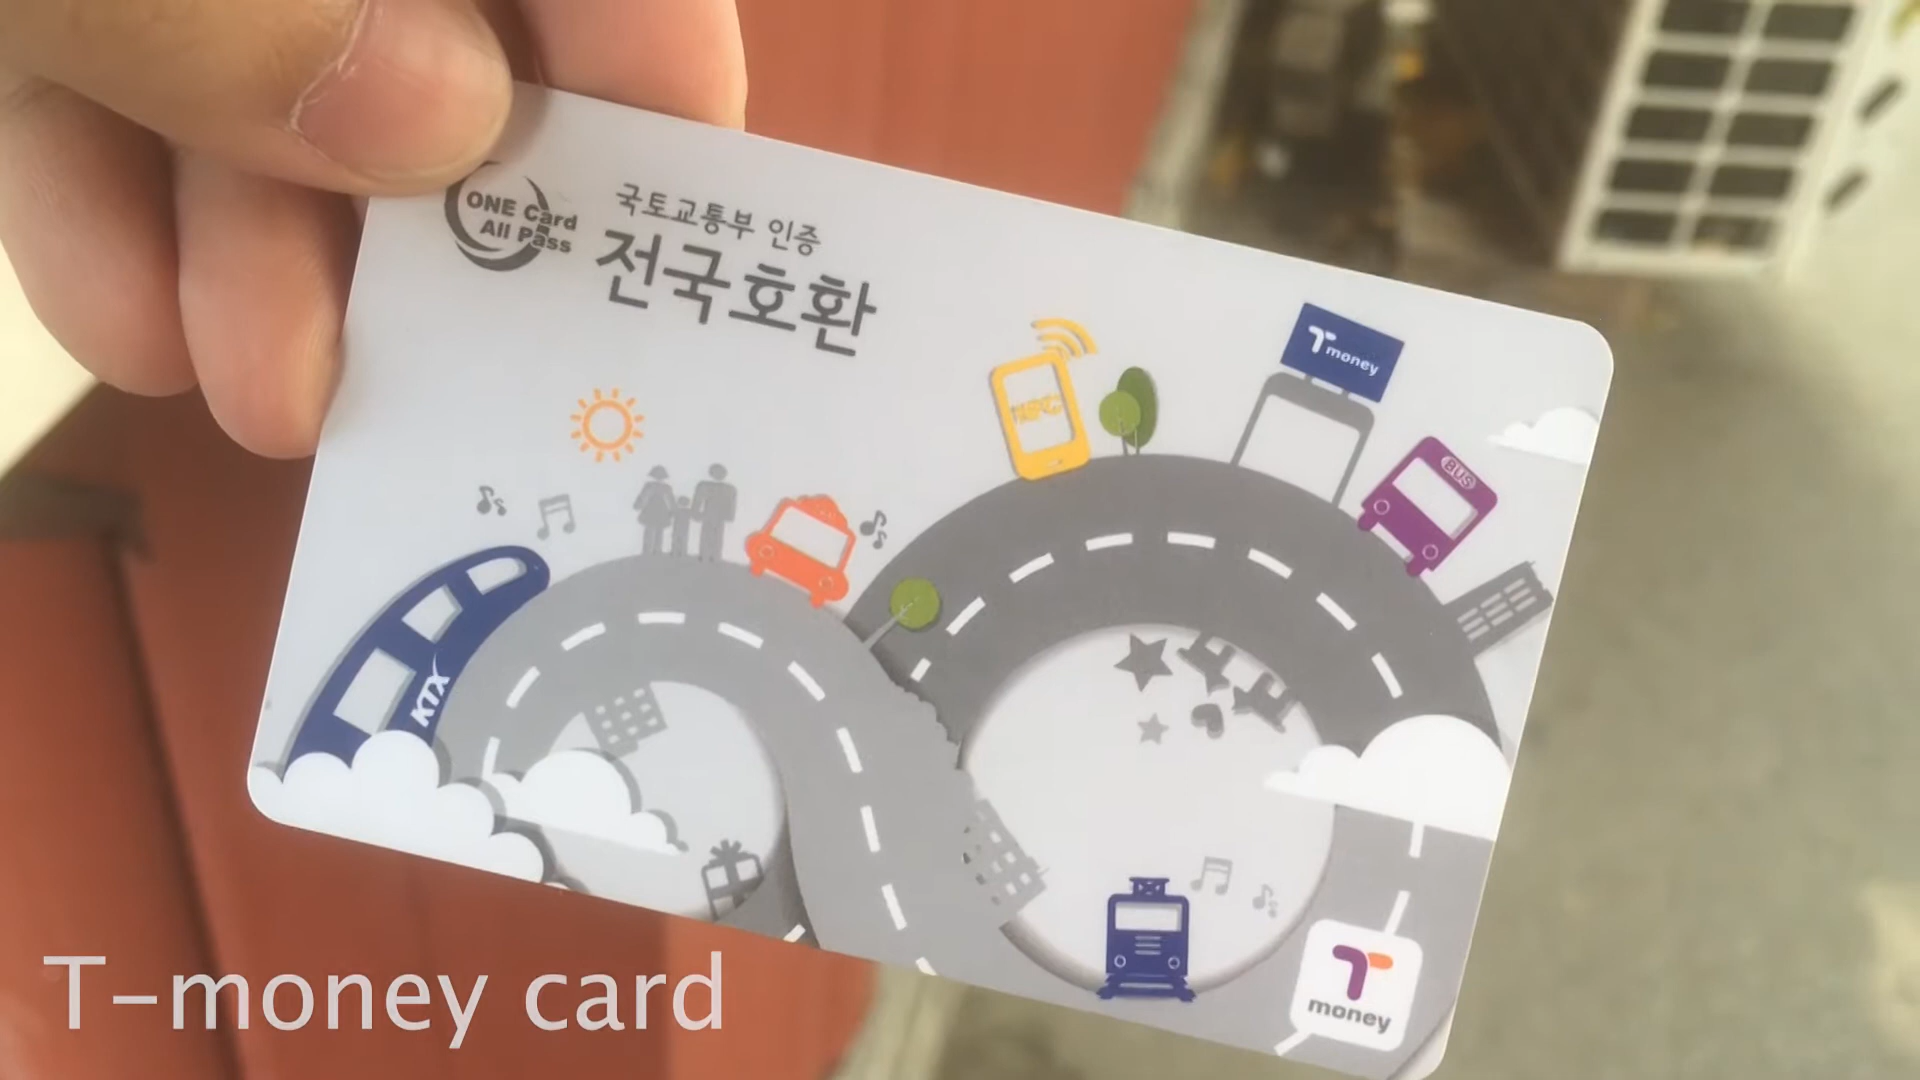 ONE Card
All Pass
국토교통부 인증
전국호환
NFC
T money
BUS
KTX
T money
T-money card